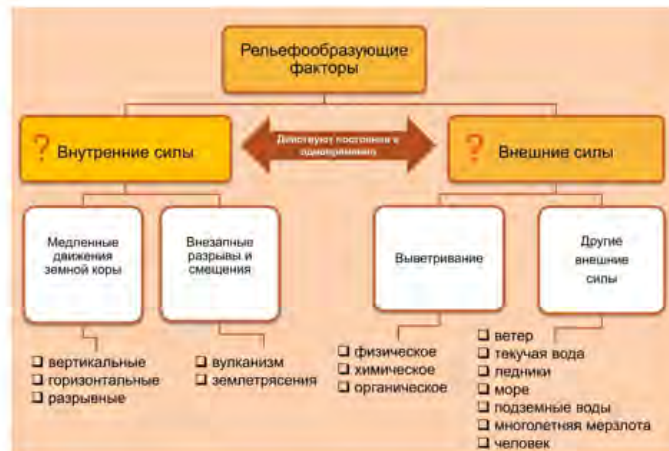 Рельефообразующие
факторы
? Внутренние силы
Действуют постоянно и
одновременно
? Внешние силы
Медленные
движения
земной коры
Внезапные
разрывы и
смещения
Выветривание
Другие
внешние
силы
вертикальные
горизонтальные
разрывные
вулканизм
землетрясения
физическое
химическое
органическое
ветер
текучая вода
ледники
море
подземные воды
многолетняя мерзлота
человек